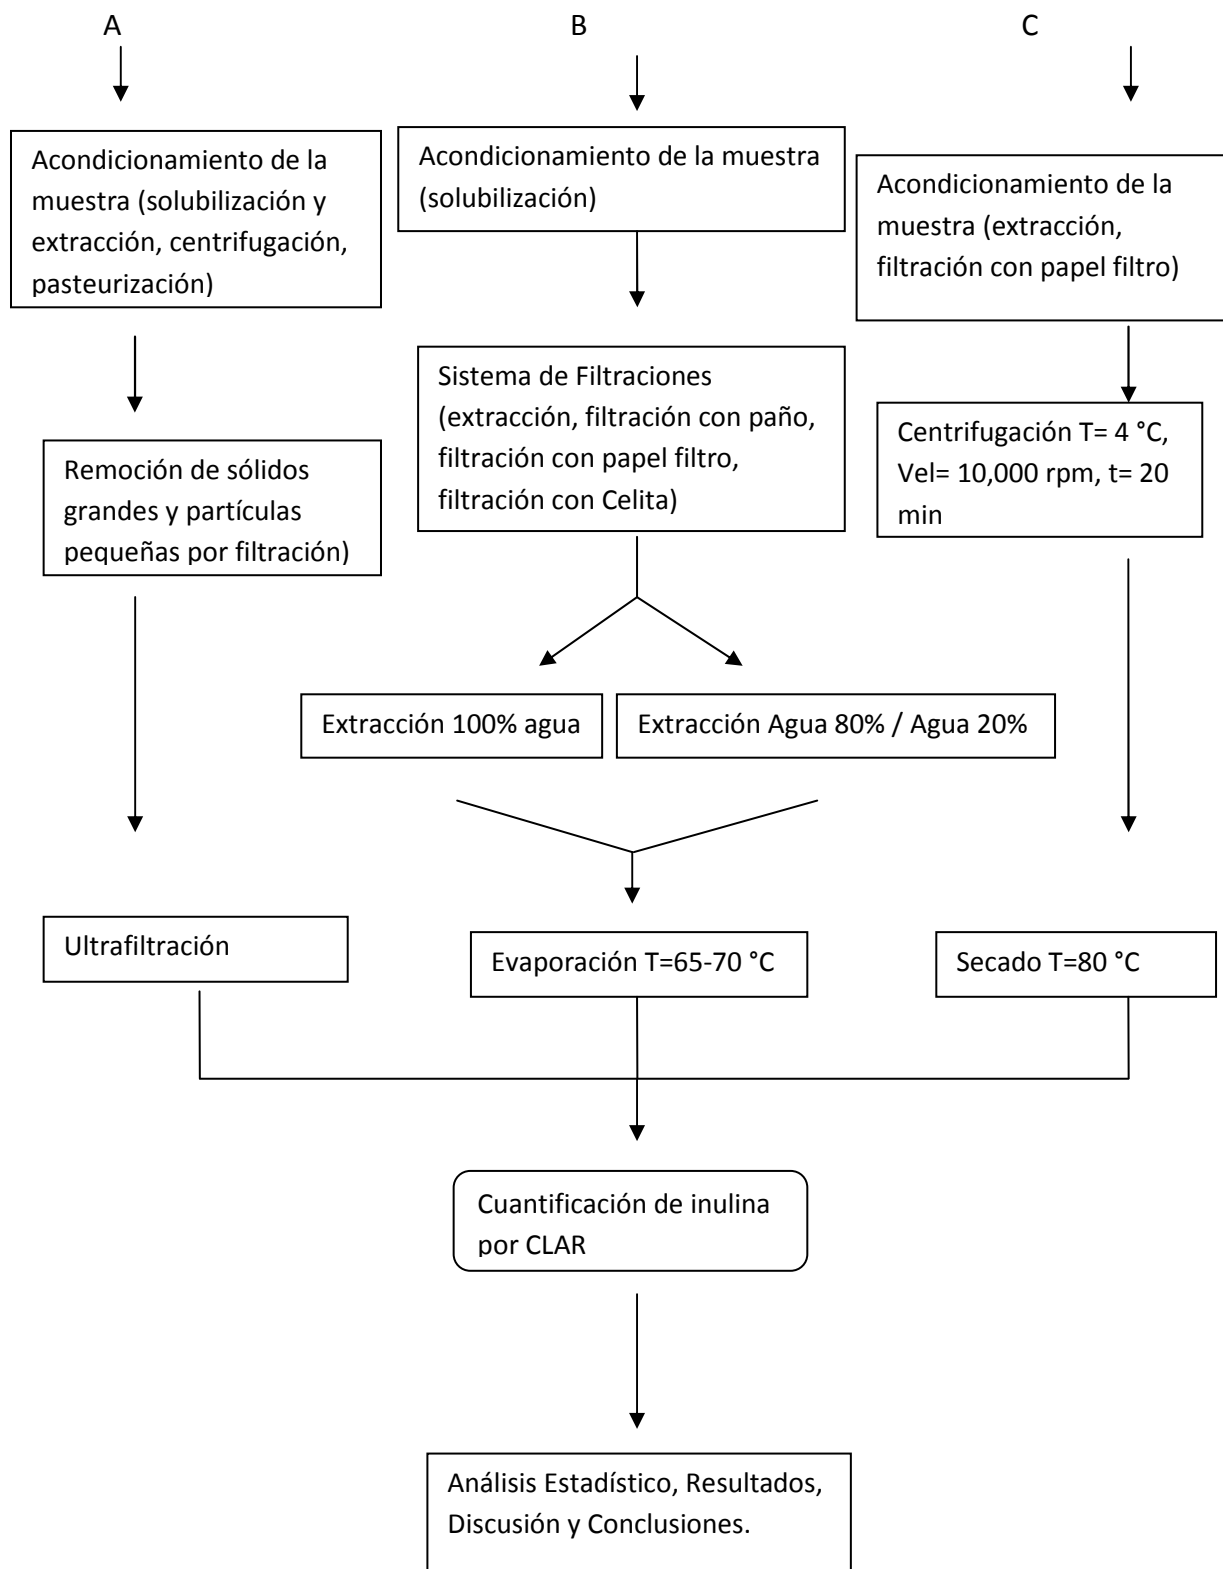 A
B
C
Acondicionamiento de la
muestra (solubilización y
extracción, centrifugación,
pasteurización)
Acondicionamiento de la muestra
(solubilización)
Acondicionamiento de la
muestra (extracción,
filtración con papel filtro)
Sistema de Filtraciones
(extracción, filtración con paño,
filtración con papel filtro,
filtración con Celita)
Centrifugación T= 4 °C,
Vel= 10,000 rpm, t= 20
min
Remoción de sólidos
grandes y partículas
pequeñas por filtración)
Extracción 100% agua
Extracción Agua 80% / Agua 20%
Ultrafiltración
Evaporación T=65-70 °C
Secado T=80 °C
Cuantificación de inulina
por CLAR
Análisis Estadístico, Resultados,
Discusión y Conclusiones.